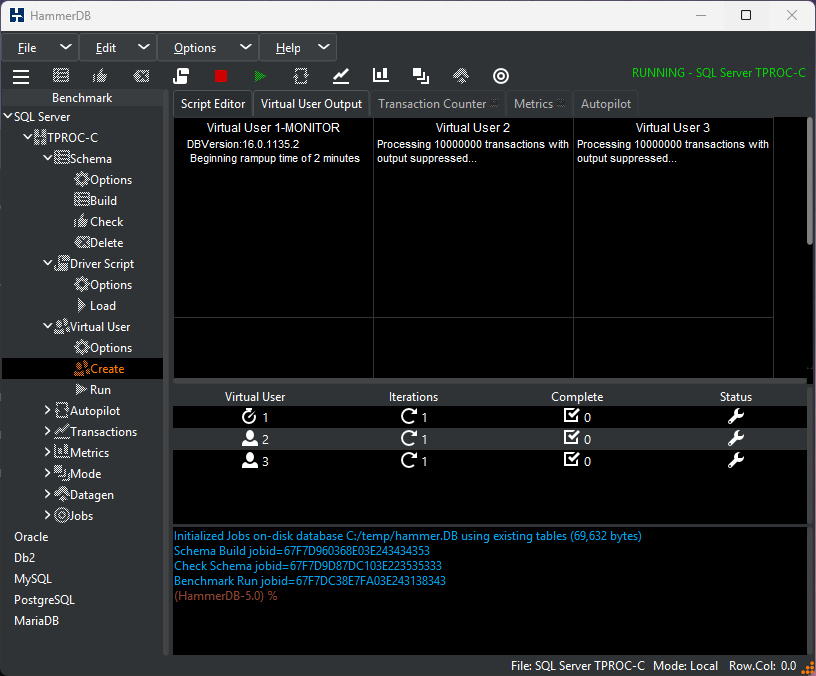 HammerDB
File Edit Options Help
RUNNING - SQL Server TPROC-C
Benchmark
SQL Server
TPROC-C
Schema
Options
Build
Check
Delete
Driver Script
Options
Load
Virtual User
Options
Create
Run
Autopilot
Transactions
Metrics
Mode
Datagen
Jobs
Oracle
Db2
MySQL
PostgreSQL
MariaDB
Script Editor Virtual User Output Transaction Counter Metrics Autopilot
Virtual User 1-MONITOR
DBVersion:16.0.1135.2
Beginning rampup time of 2 minutes
Virtual User 2
Processing 10000000 transactions with
output suppressed...
Virtual User 3
Processing 10000000 transactions with
output suppressed...
Virtual User Iterations Complete Status
1 1 0
2 1 0
3 1 0
Initialized Jobs on-disk database C:/temp/hammer.DB using existing tables (69,632 bytes)
Schema Build jobid=67F7D960368E03E243434353
Check Schema jobid=67F7D9D87DC103E223535333
Benchmark Run jobid=67F7DC38E7FA03E243138343
(HammerDB-5.0) %
File: SQL Server TPROC-C Mode: Local Row.Col: 0.0